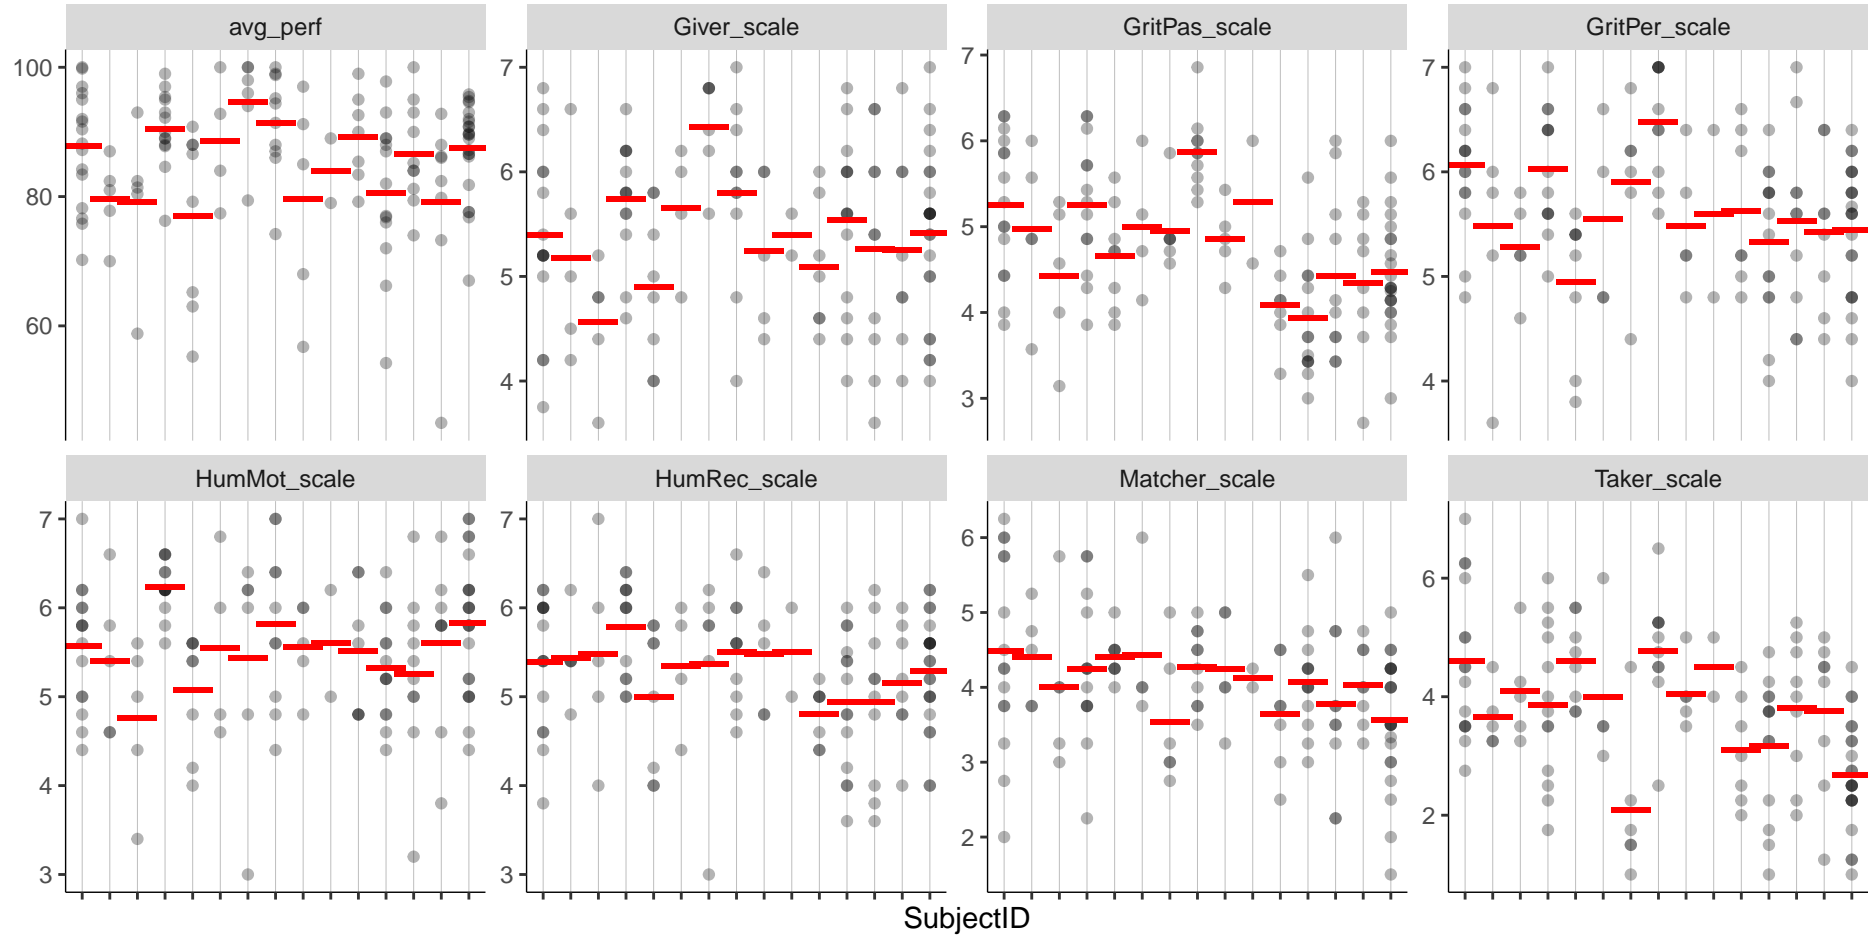 avg_perf Giver_scale GritPas_scale GritPer_scale
100 7 7 7
80 6 6 6
60 5 5 5
4 4 4
3
HumMot_scale HumRec_scale Matcher_scale Taker_scale
7 7 6 6
6 6 5 4
5 5 4 2
4 4 3
3 3 2
SubjectID